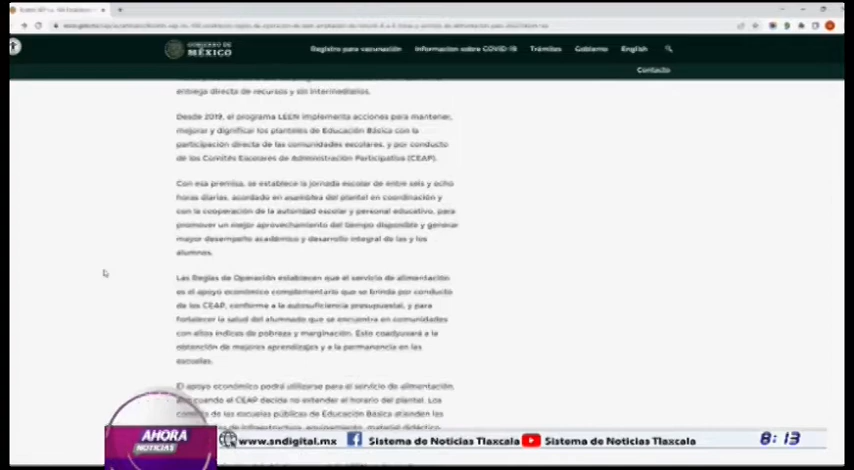 GOBIERNO DE
MÉXICO
Registro para vacunación
Información sobre COVID-19
Trámites
Gobierno
English
Contacto
entrega directa de recursos y sin intermediarios.
Desde 2019, el programa LEEN implementa acciones para mantener,
mejorar y dignificar los planteles de Educación Básica con la
participación directa de las comunidades escolares, y por conducto
de los Comités Escolares de Administración Participativa (CEAP).
Con esa premisa, se establece la jornada escolar de entre seis y ocho
horas diarias, acordado en asamblea del plantel en coordinación y
con la cooperación de la autoridad escolar y personal educativo, para
promover un mejor aprovechamiento del tiempo disponible y generar
mayor desempeño académico y desarrollo integral de las y los
alumnos.
Las Reglas de Operación establecen que el servicio de alimentación
es el apoyo económico complementario que se brinda por conducto
de los CEAP, conforme a la autosuficiencia presupuestal, y para
fortalecer la salud del alumnado que se encuentra en comunidades
con altos índices de pobreza y marginación. Esto coadyuvará a la
obtención de mejores aprendizajes y a la permanencia en las
escuelas.
El apoyo económico podrá utilizarse para el servicio de alimentación,
aun cuando el CEAP decida no extender el horario del plantel. Los
de las escuelas públicas de Educación Básica atienden las
de infraestructura, equipamiento, material didáctico,
AHORA
NOTICIAS
www.sndigital.mx
Sistema de Noticias Tlaxcala
Sistema de Noticias Tlaxcala
8:13